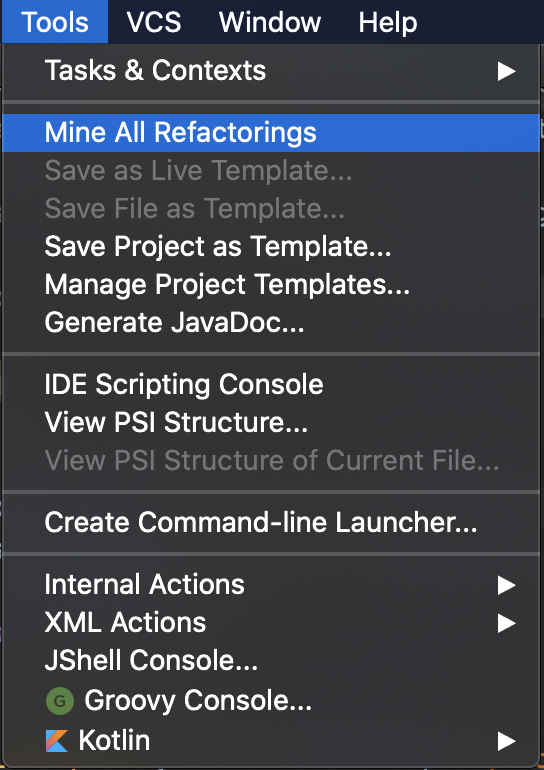 Tools VCS Window Help
Tasks & Contexts
Mine All Refactorings
Save as Live Template...
Save File as Template...
Save Project as Template...
Manage Project Templates...
Generate JavaDoc...
IDE Scripting Console
View PSI Structure...
View PSI Structure of Current File...
Create Command-line Launcher...
Internal Actions
XML Actions
JShell Console...
G Groovy Console...
Kotlin